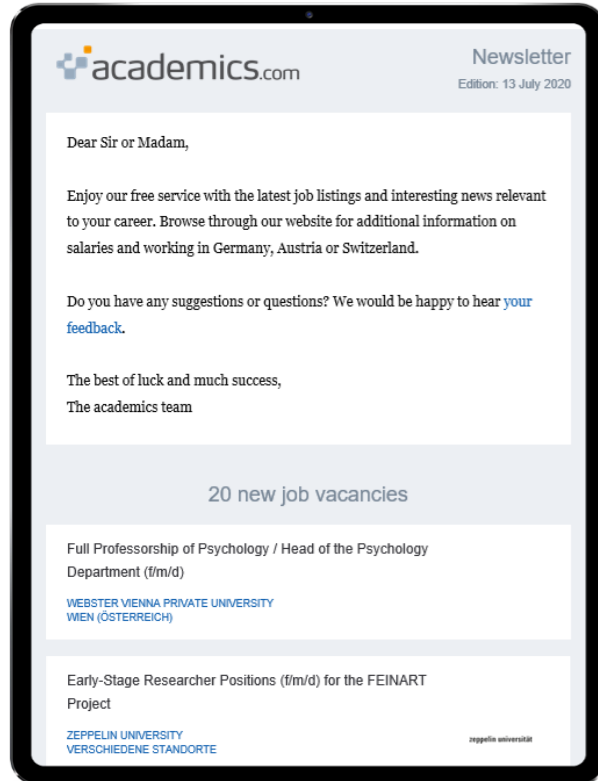 academics.com
Newsletter
Edition: 13 July 2020
Dear Sir or Madam,
Enjoy our free service with the latest job listings and interesting news relevant
to your career. Browse through our website for additional information on
salaries and working in Germany, Austria or Switzerland.
Do you have any suggestions or questions? We would be happy to hear your
feedback.
The best of luck and much success,
The academics team
20 new job vacancies
Full Professorship of Psychology / Head of the Psychology
Department (f/m/d)
WEBSTER VIENNA PRIVATE UNIVERSITY
WIEN (ÖSTERREICH)
Early-Stage Researcher Positions (f/m/d) for the FEINART
Project
ZEPPELIN UNIVERSITY
VERSCHIEDENE STANDORTE
zeppelin universität